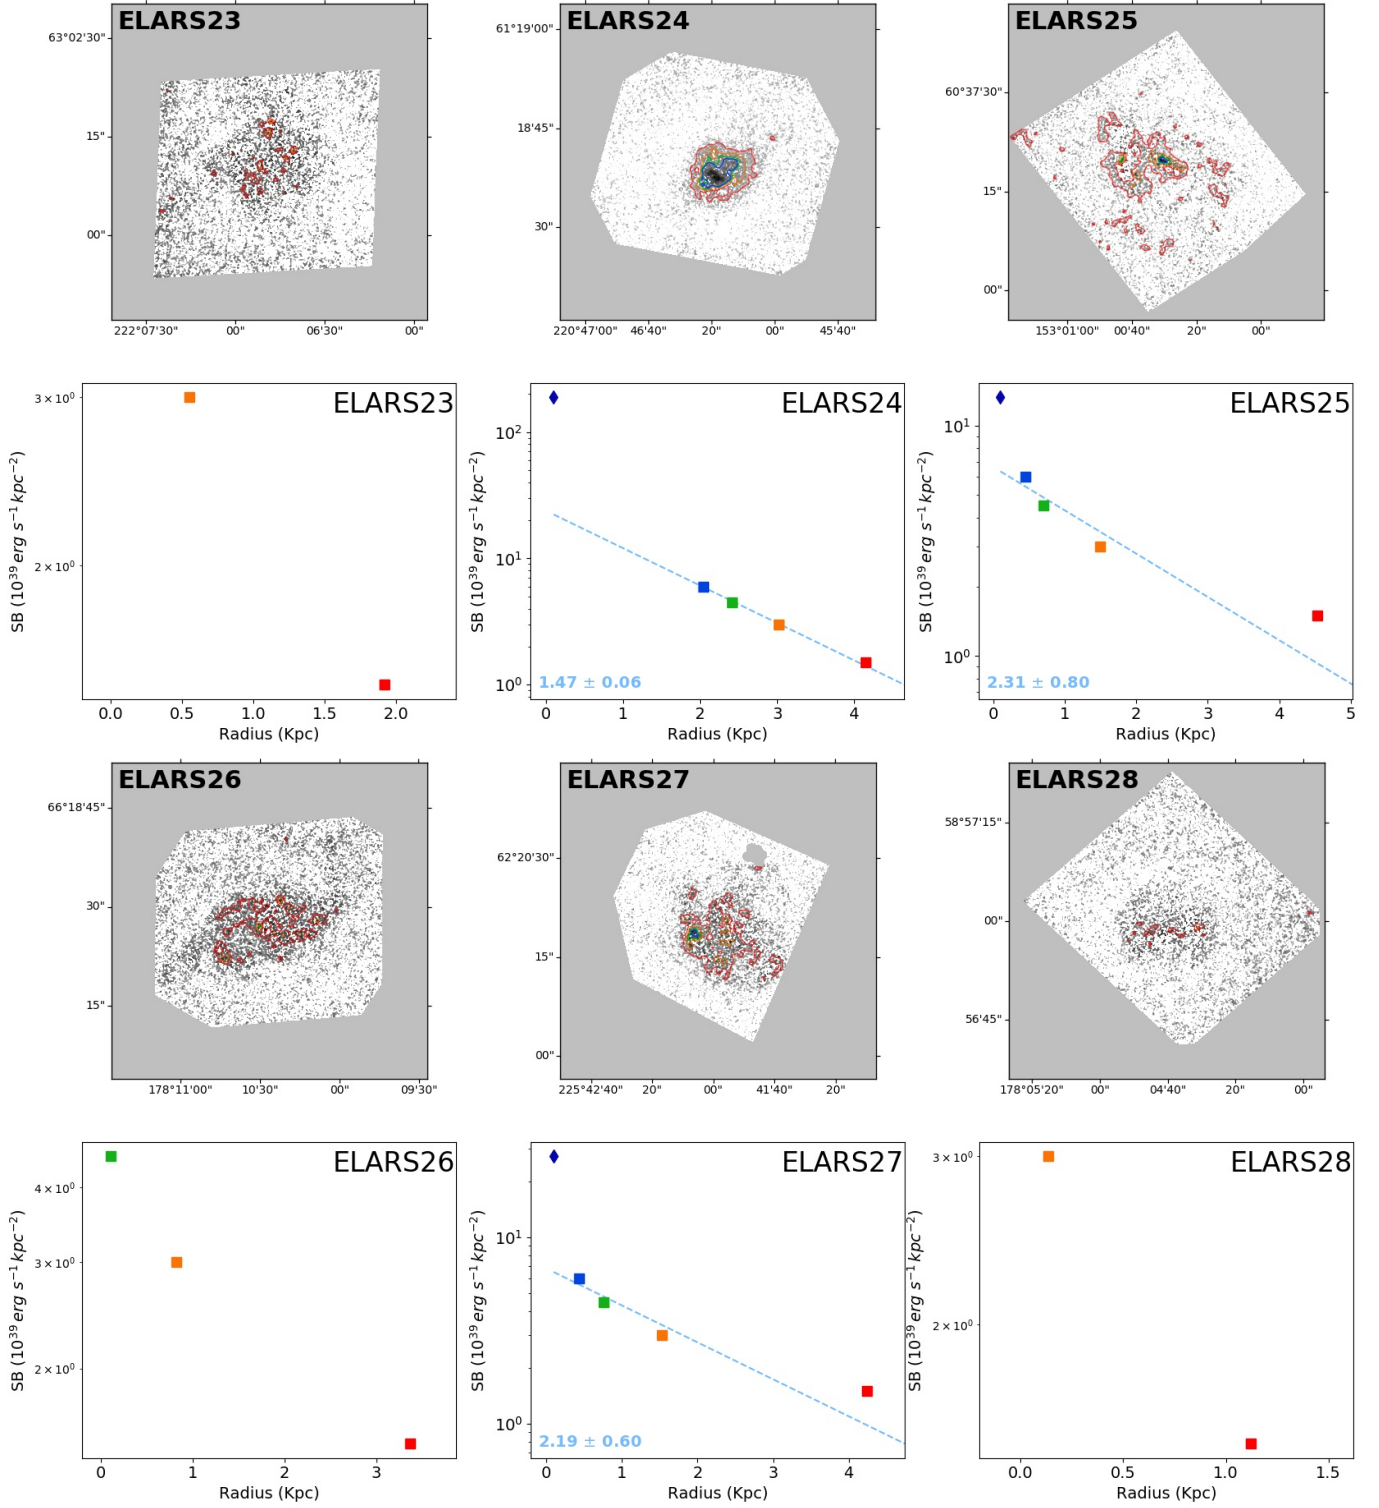 ELARS23
63°02'30"
15"
00"
222°07'30" 00" 06'30" 00"
ELARS24
61°19'00"
18'45"
30"
220°47'00" 46'40" 20" 00" 45'40"
ELARS25
60°37'30"
15"
00"
153°01'00" 00'40" 20" 00"
ELARS23
3 × 10⁰
2 × 10⁰
SB (10³⁹ erg s⁻¹ kpc⁻²)
0.0 0.5 1.0 1.5 2.0
Radius (Kpc)
ELARS24
10²
10¹
10⁰
SB (10³⁹ erg s⁻¹ kpc⁻²)
1.47 ± 0.06
0 1 2 3 4
Radius (Kpc)
ELARS25
10¹
10⁰
SB (10³⁹ erg s⁻¹ kpc⁻²)
2.31 ± 0.80
0 1 2 3 4 5
Radius (Kpc)
ELARS26
66°18'45"
30"
15"
178°11'00" 10'30" 00" 09'30"
ELARS27
62°20'30"
15"
00"
225°42'40" 20" 00" 41'40" 20"
ELARS28
58°57'15"
00"
56'45"
178°05'20" 00" 04'40" 20" 00"
ELARS26
4 × 10⁰
3 × 10⁰
2 × 10⁰
SB (10³⁹ erg s⁻¹ kpc⁻²)
0 1 2 3
Radius (Kpc)
ELARS27
10¹
10⁰
SB (10³⁹ erg s⁻¹ kpc⁻²)
2.19 ± 0.60
0 1 2 3 4
Radius (Kpc)
ELARS28
3 × 10⁰
2 × 10⁰
SB (10³⁹ erg s⁻¹ kpc⁻²)
0.0 0.5 1.0 1.5
Radius (Kpc)